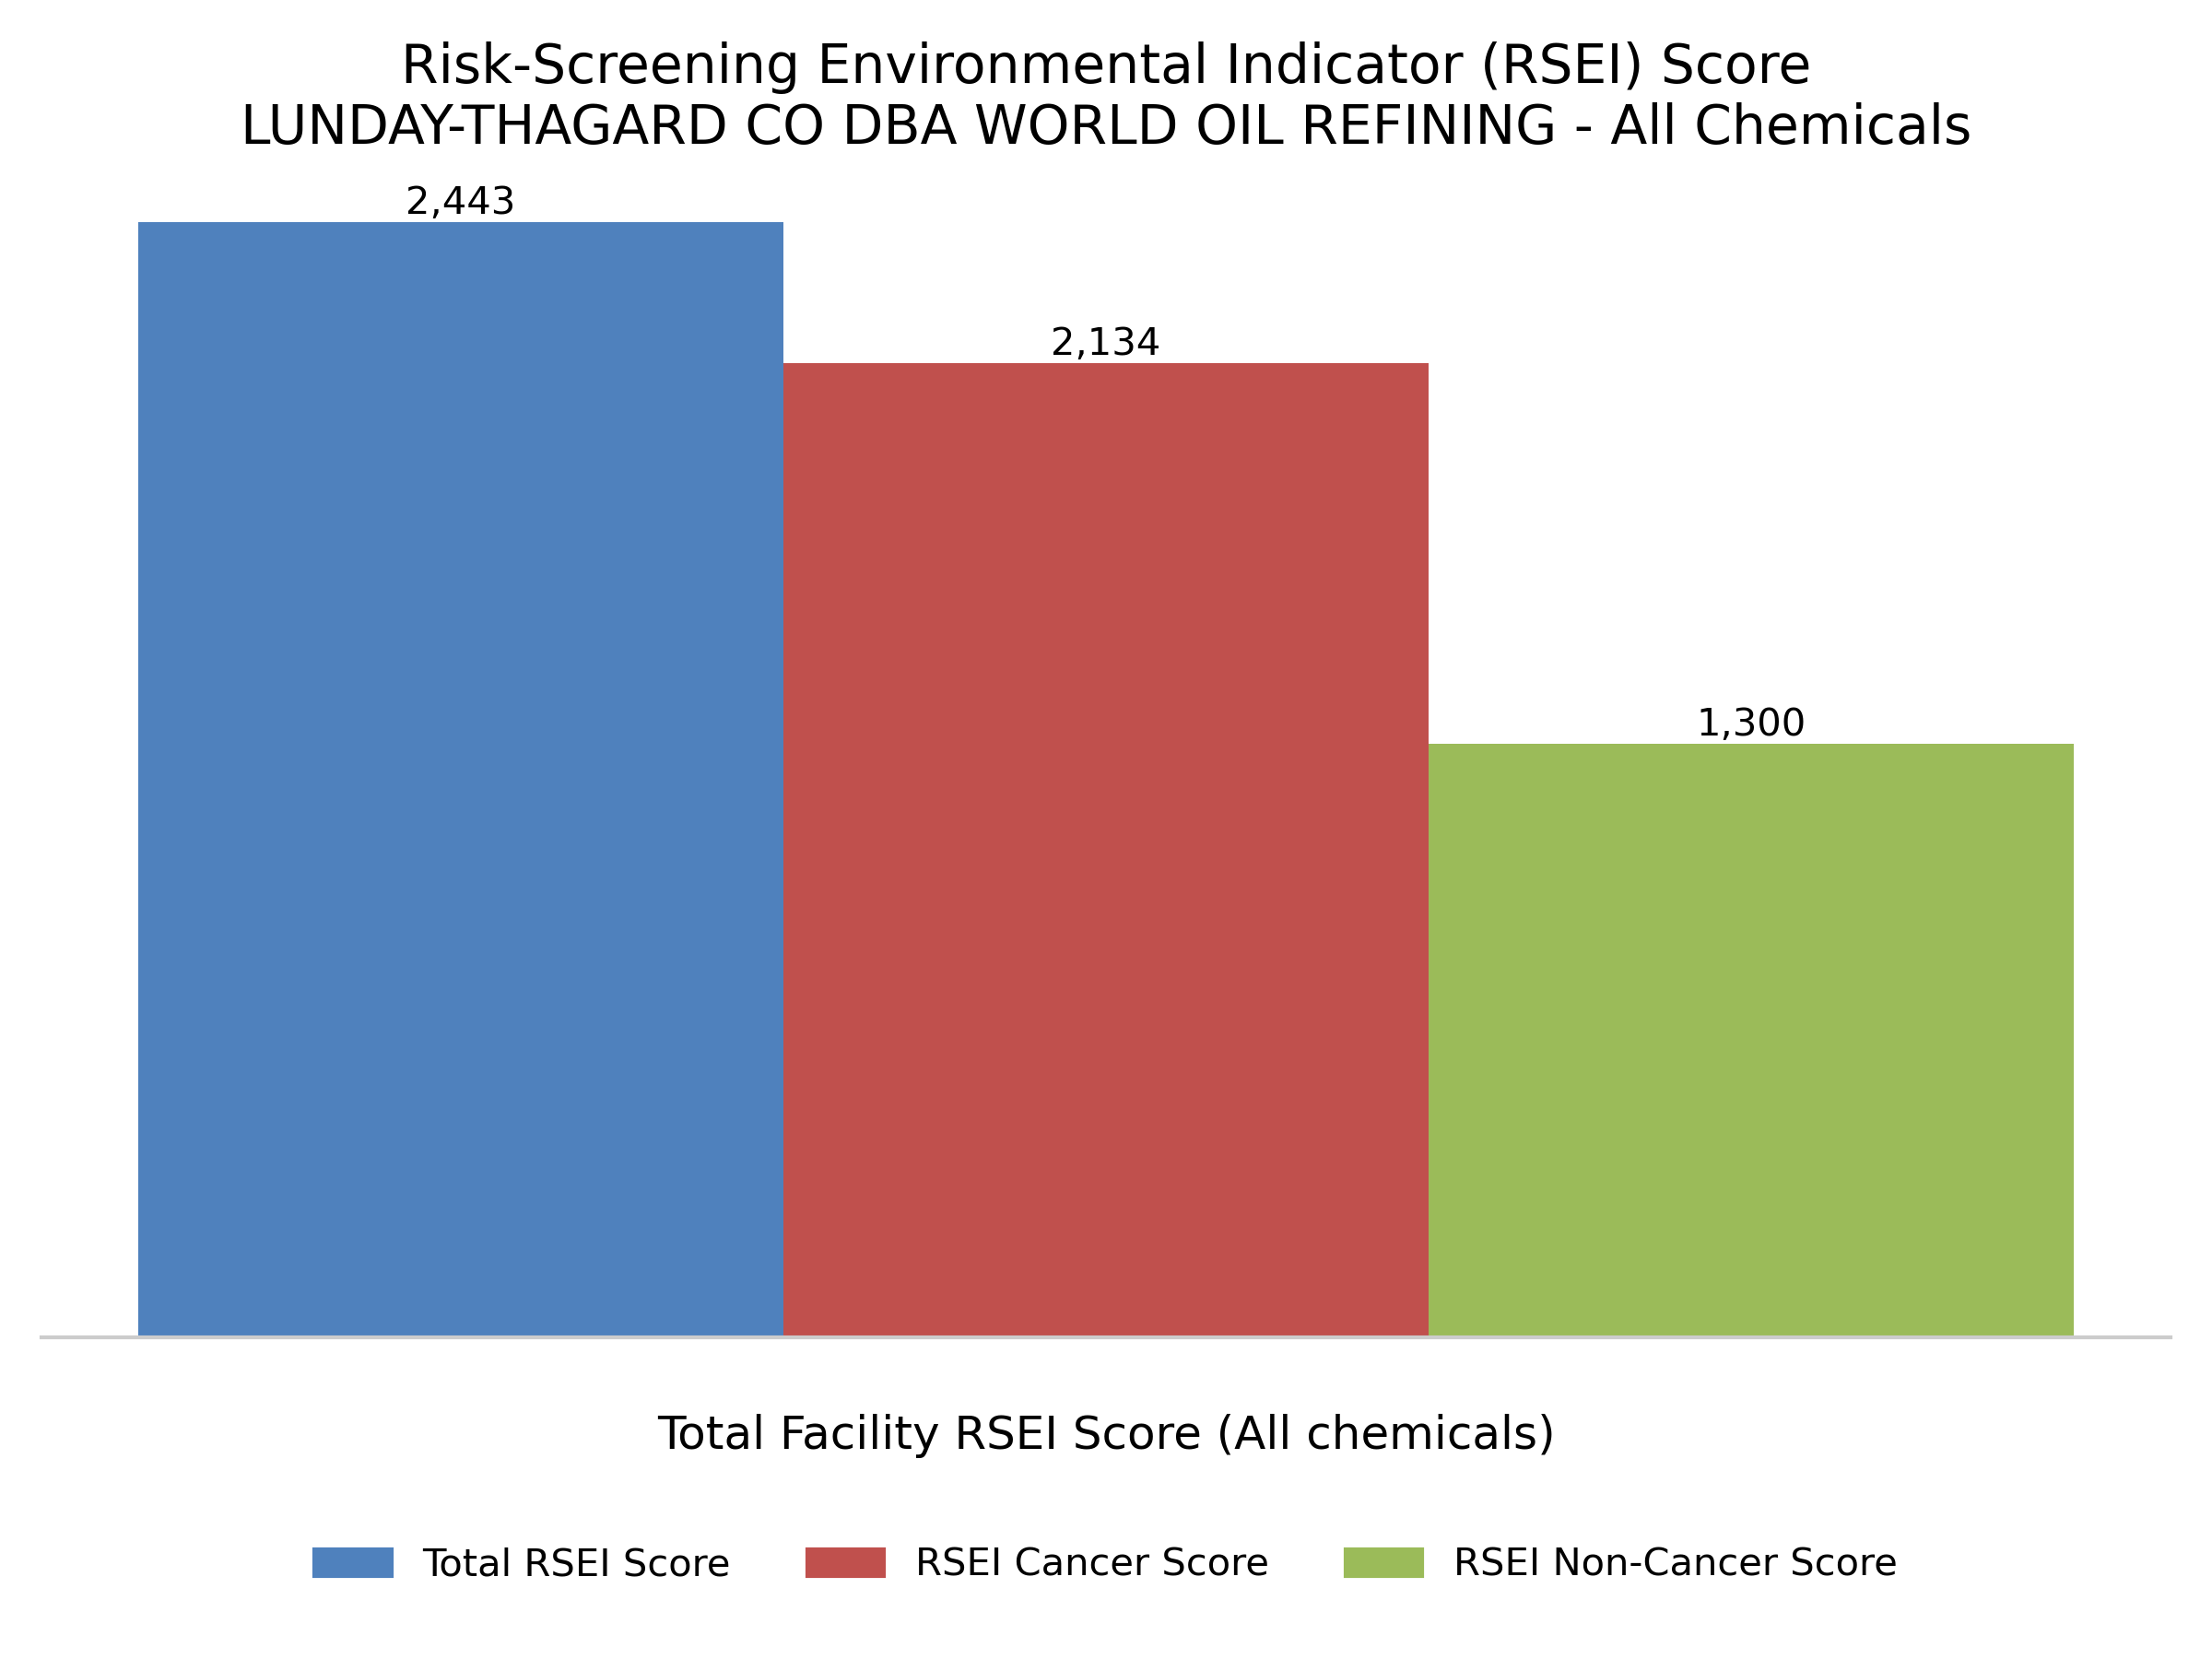 Risk-Screening Environmental Indicator (RSEI) Score
LUNDAY-THAGARD CO DBA WORLD OIL REFINING - All Chemicals
2,443
2,134
1,300
Total Facility RSEI Score (All chemicals)
Total RSEI Score
RSEI Cancer Score
RSEI Non-Cancer Score